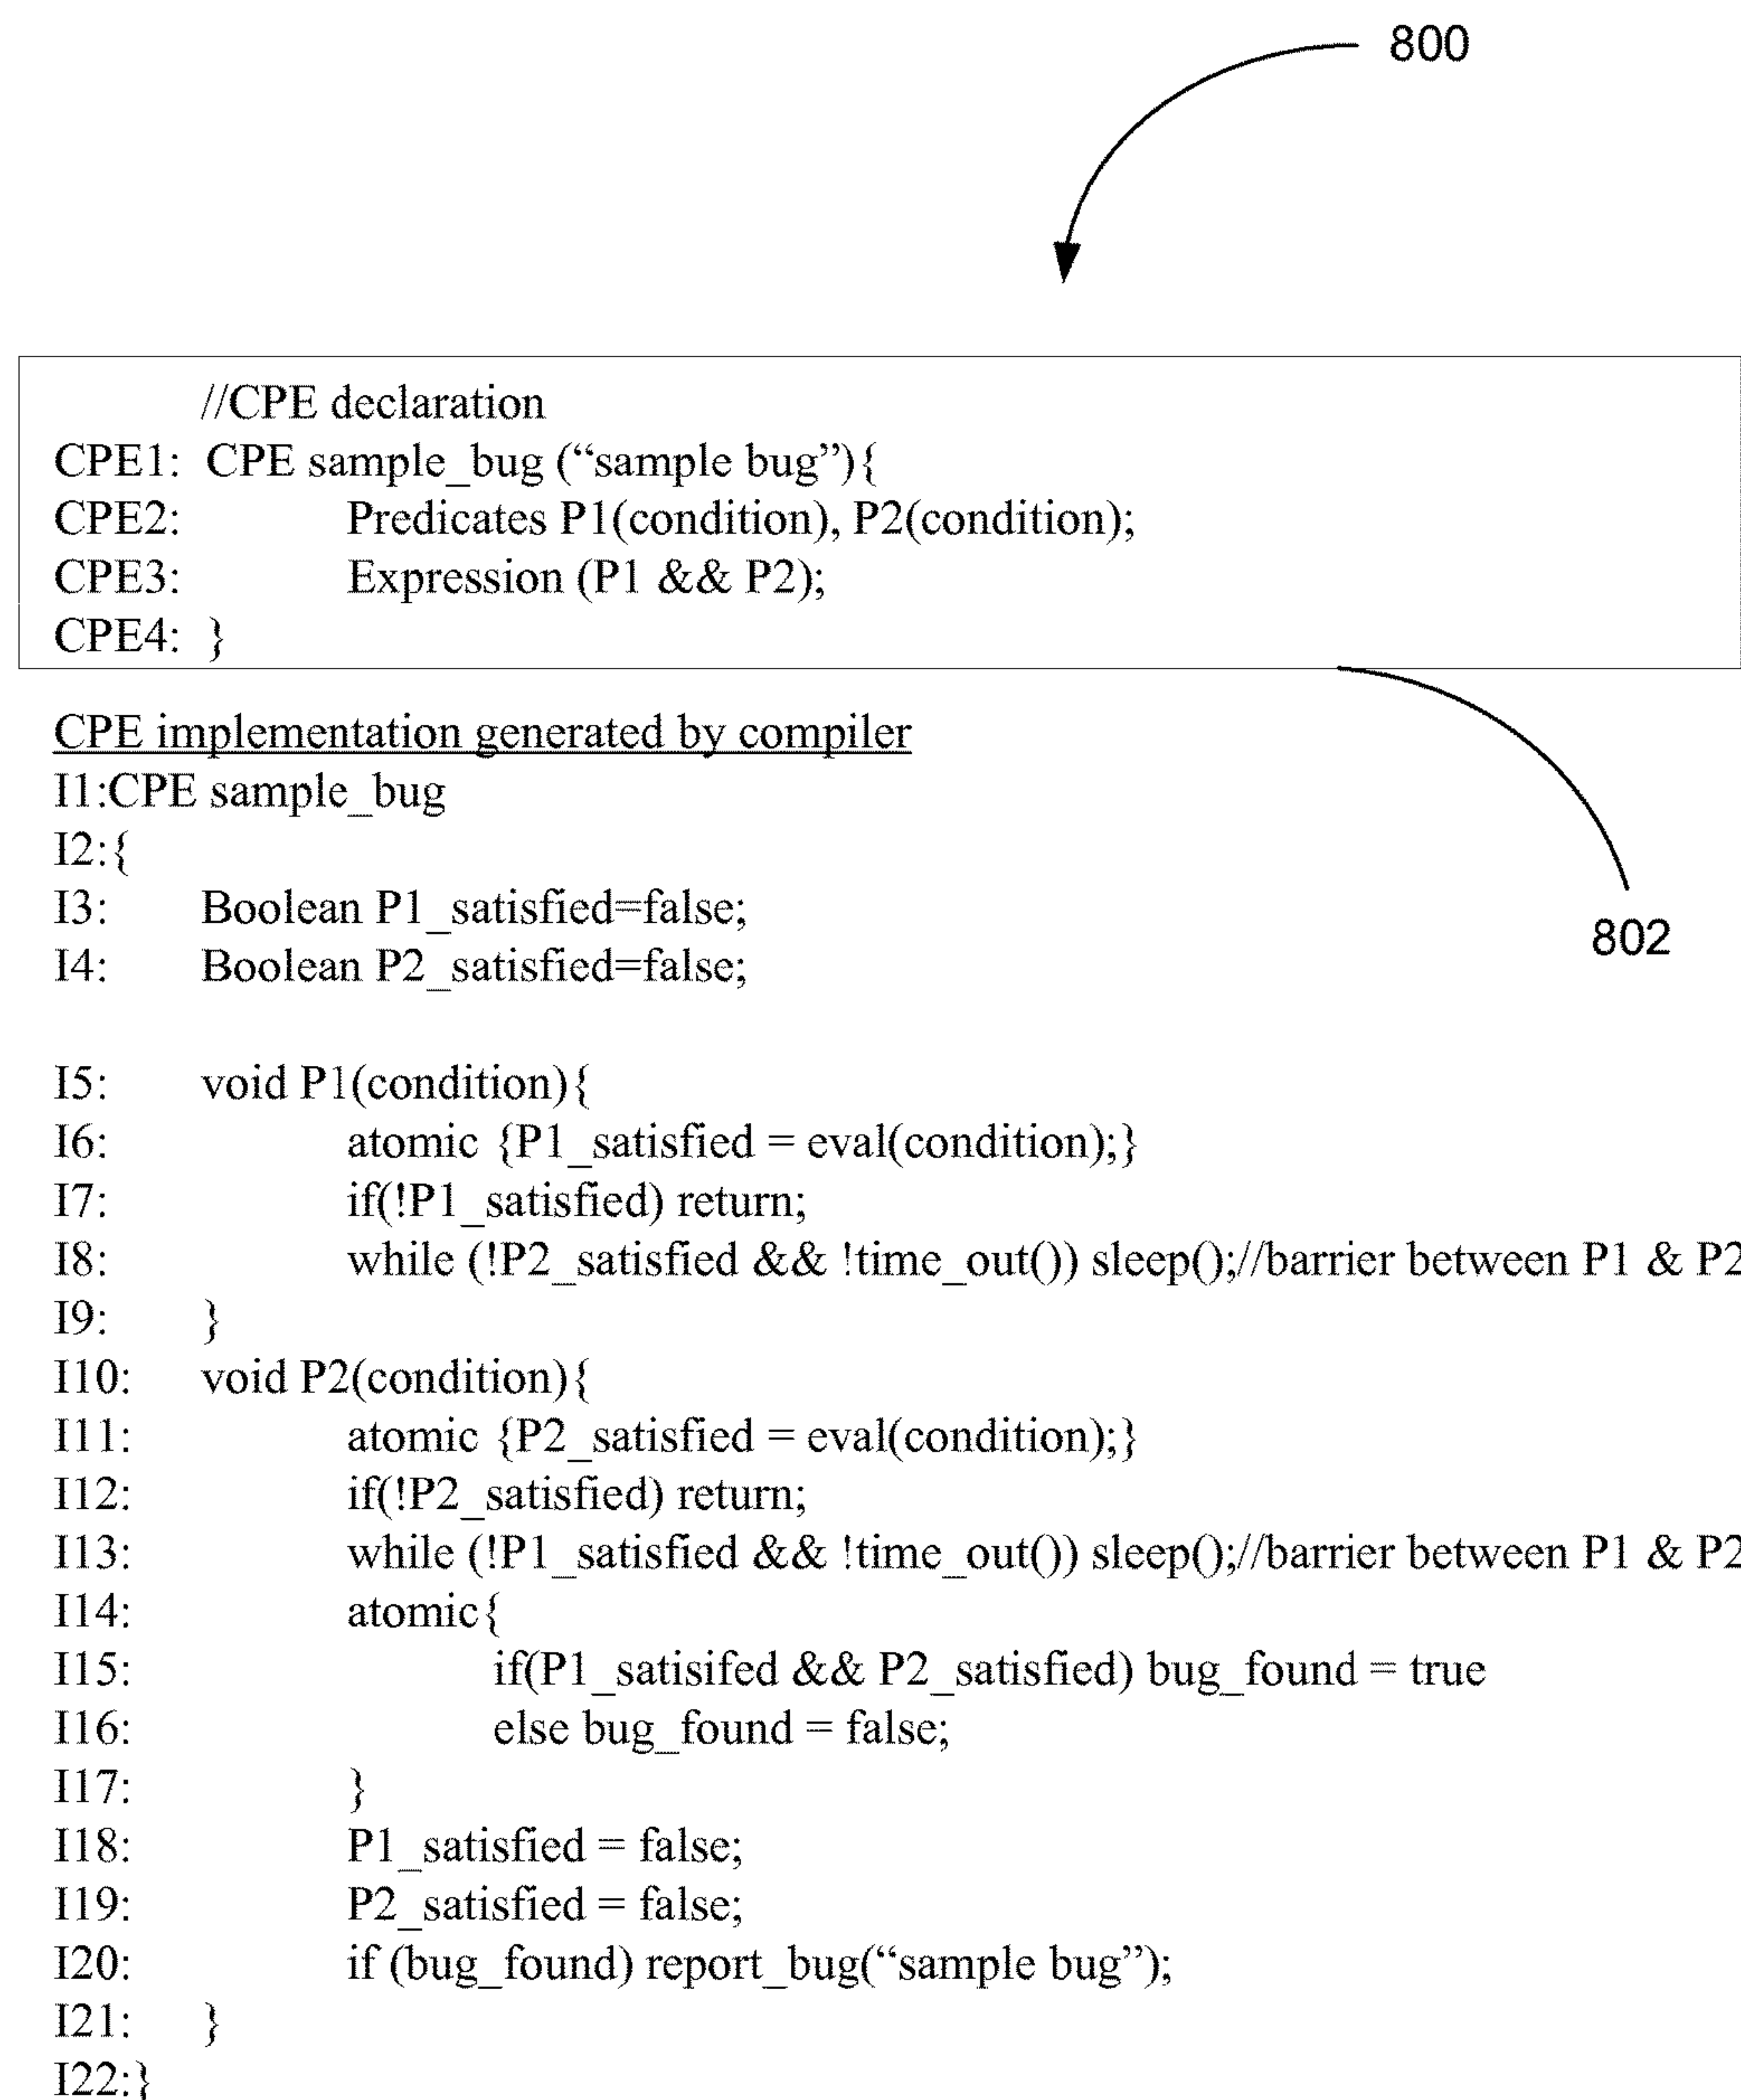 800
//CPE declaration
CPE1: CPE sample_bug (“sample bug”){
CPE2: Predicates P1(condition), P2(condition);
CPE3: Expression (P1 && P2);
CPE4: }
CPE implementation generated by compiler
I1:CPE sample_bug
I2:{
I3: Boolean P1_satisfied=false;
802
I4: Boolean P2_satisfied=false;
I5: void P1(condition){
I6: atomic {P1_satisfied = eval(condition);}
I7: if(!P1_satisfied) return;
I8: while (!P2_satisfied && !time_out()) sleep();//barrier between P1 & P2
I9: }
I10: void P2(condition){
I11: atomic {P2_satisfied = eval(condition);}
I12: if(!P2_satisfied) return;
I13: while (!P1_satisfied && !time_out()) sleep();//barrier between P1 & P2
I14: atomic{
I15: if(P1_satisifed && P2_satisfied) bug_found = true
I16: else bug_found = false;
I17: }
I18: P1_satisfied = false;
I19: P2_satisfied = false;
I20: if (bug_found) report_bug(“sample bug”);
I21: }
I22:}